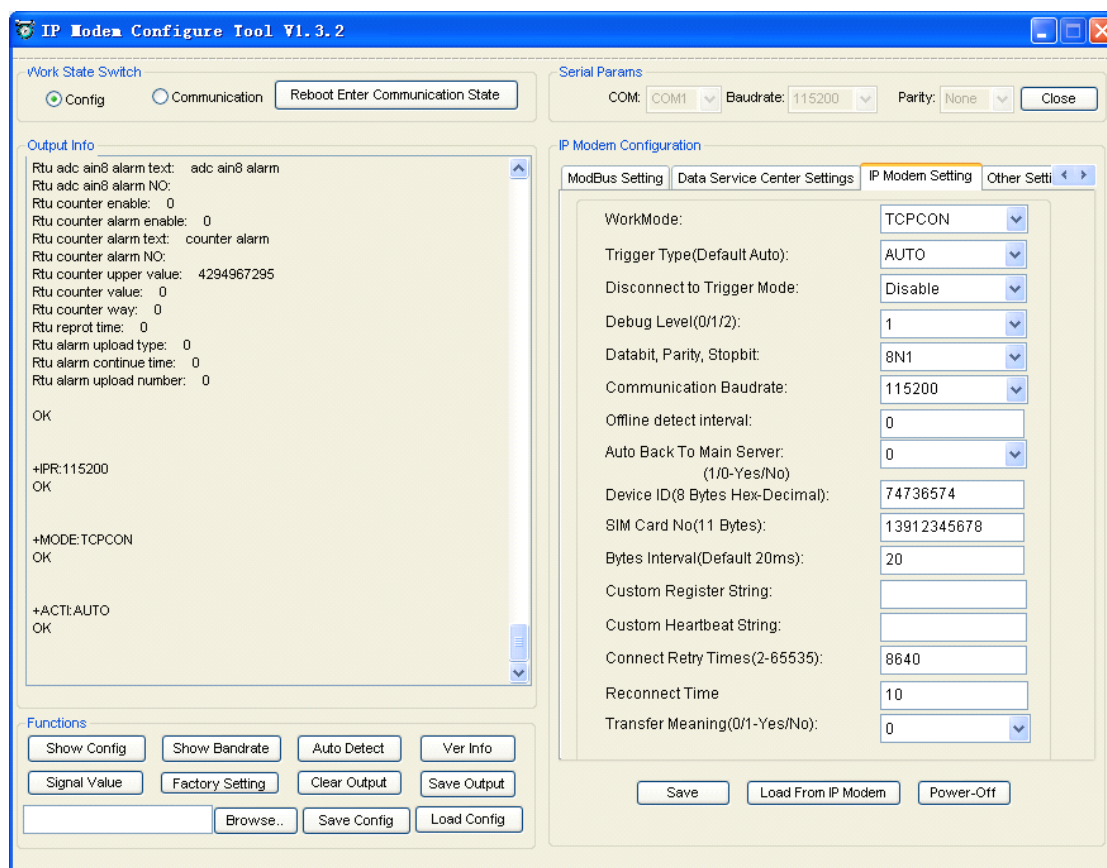 IP Modem Configure Tool V1.3.2
Work State Switch
Config
Communication
Reboot Enter Communication State
Serial Params
COM: COM1
Baudrate: 115200
Parity: None
Close
Output Info
Rtu adc ain8 alarm text: adc ain8 alarm
Rtu adc ain8 alarm NO:
Rtu counter enable: 0
Rtu counter alarm enable: 0
Rtu counter alarm text: counter alarm
Rtu counter alarm NO:
Rtu counter upper value: 4294967295
Rtu counter value: 0
Rtu counter way: 0
Rtu reprot time: 0
Rtu alarm upload type: 0
Rtu alarm continue time: 0
Rtu alarm upload number: 0
OK
+IPR:115200
OK
+MODE:TCPCON
OK
+ACTI:AUTO
OK
IP Modem Configuration
ModBus Setting
Data Service Center Settings
IP Modem Setting
Other Setti
WorkMode: TCPCON
Trigger Type(Default Auto): AUTO
Disconnect to Trigger Mode: Disable
Debug Level(0/1/2): 1
Databit, Parity, Stopbit: 8N1
Communication Baudrate: 115200
Offline detect interval: 0
Auto Back To Main Server: 0
(1/0-Yes/No)
Device ID(8 Bytes Hex-Decimal): 74736574
SIM Card No(11 Bytes): 13912345678
Bytes Interval(Default 20ms): 20
Custom Register String:
Custom Heartbeat String:
Connect Retry Times(2-65535): 8640
Reconnect Time 10
Transfer Meaning(0/1-Yes/No): 0
Save
Load From IP Modem
Power-Off
Functions
Show Config
Show Bandrate
Auto Detect
Ver Info
Signal Value
Factory Setting
Clear Output
Save Output
Browse..
Save Config
Load Config